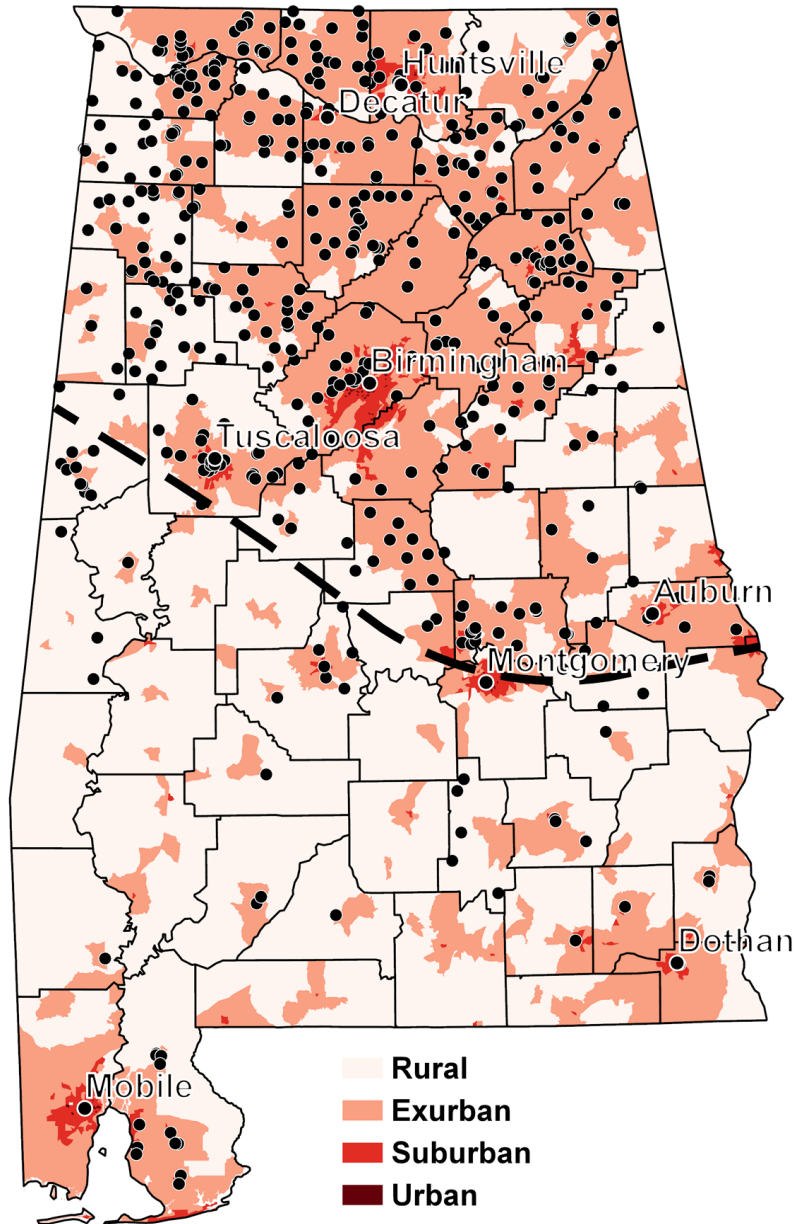 Huntsville
Decatur
Birmingham
Tuscaloosa
Auburn
Montgomery
Dothan
Mobile
Rural
Exurban
Suburban
Urban